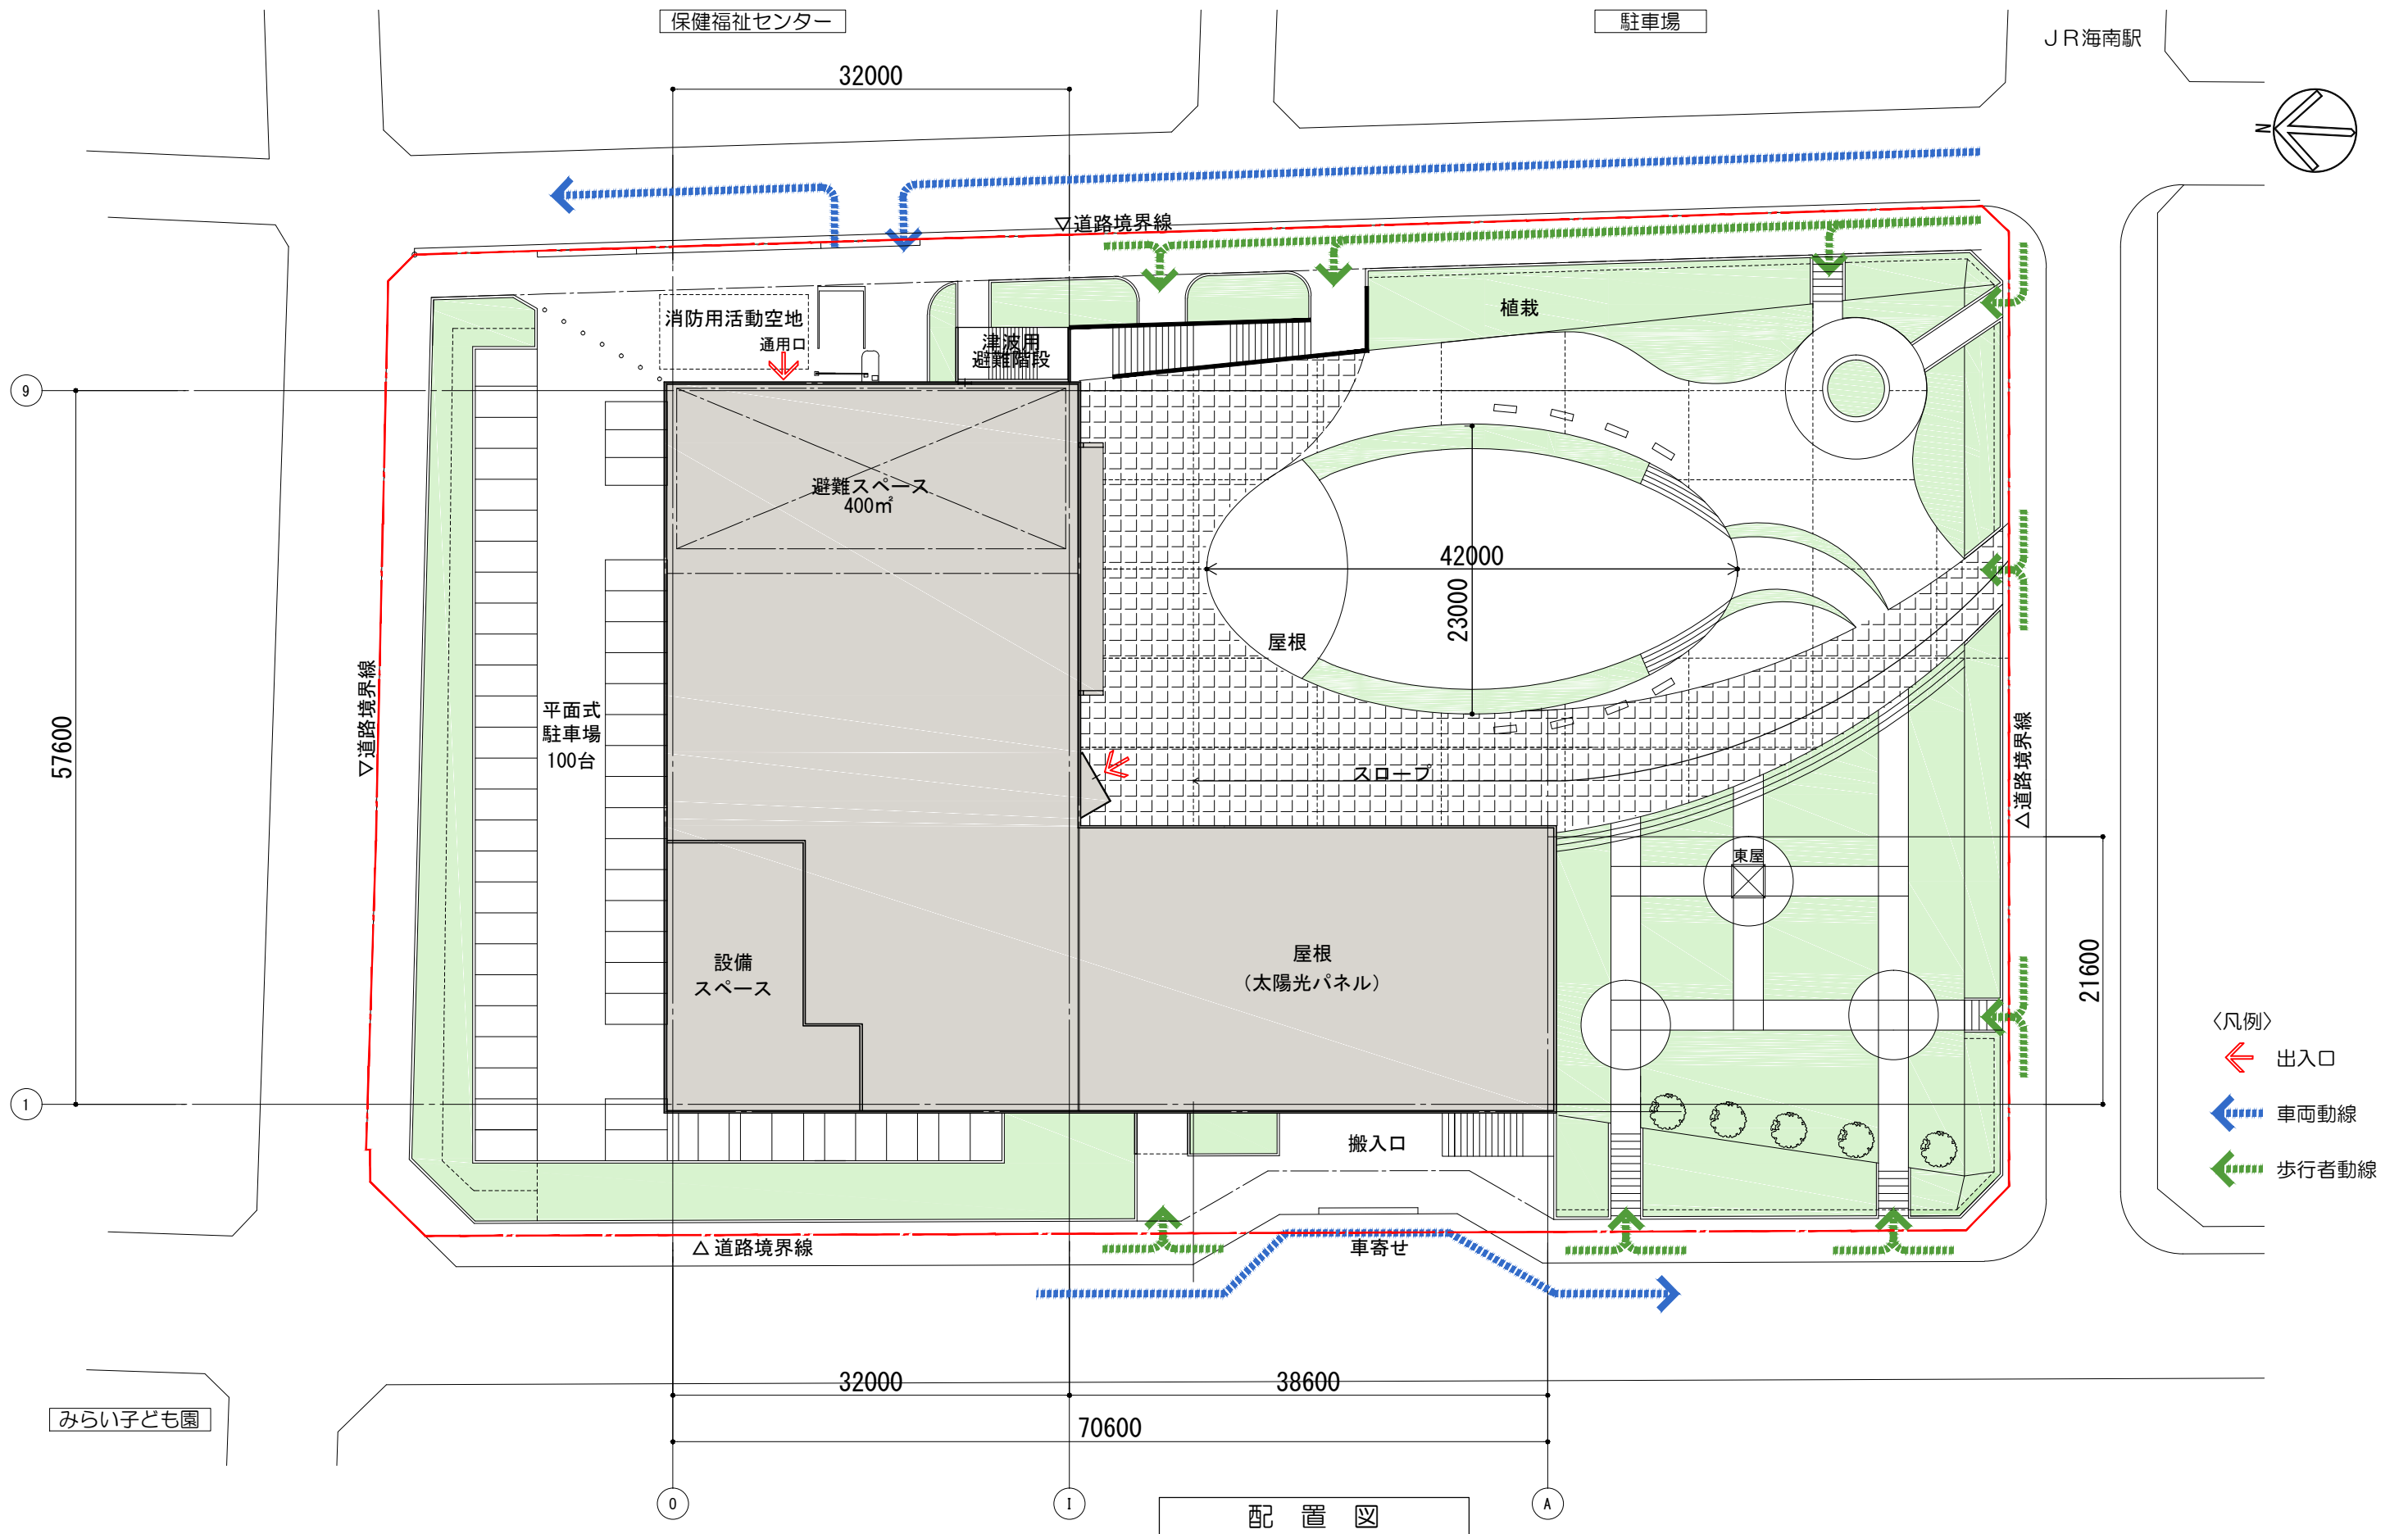 保健福祉センター
駐車場
ＪＲ海南駅
32000
N
▽道路境界線
消防用活動空地
通用口
津波用
避難階段
植栽
9
避難スペース
400㎡
42000
23000
屋根
▽道路境界線
57600
平面式
駐車場
100台
スロープ
△道路境界線
東屋
設備
スペース
屋根
（太陽光パネル）
21600
〈凡例〉
出入口
車両動線
歩行者動線
1
搬入口
△道路境界線
車寄せ
32000
38600
70600
みらい子ども園
O
I
A
配置図